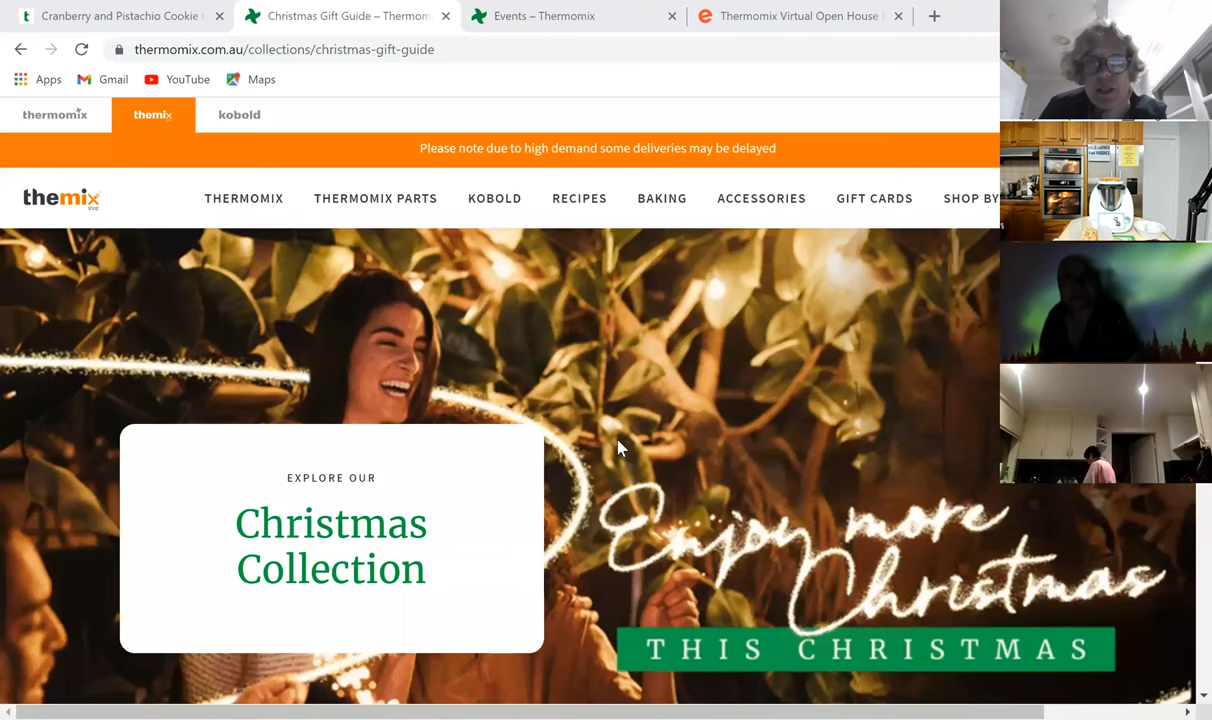 Cranberry and Pistachio Cookie
Christmas Gift Guide – Thermom
Events – Thermomix
Thermomix Virtual Open House
thermomix.com.au/collections/christmas-gift-guide
Apps
Gmail
YouTube
Maps
thermomix
themix
kobold
Please note due to high demand some deliveries may be delayed
themix
shop
THERMOMIX
THERMOMIX PARTS
KOBOLD
RECIPES
BAKING
ACCESSORIES
GIFT CARDS
SHOP BY
EXPLORE OUR
Christmas
Collection
Enjoy more
Christmas
THIS CHRISTMAS